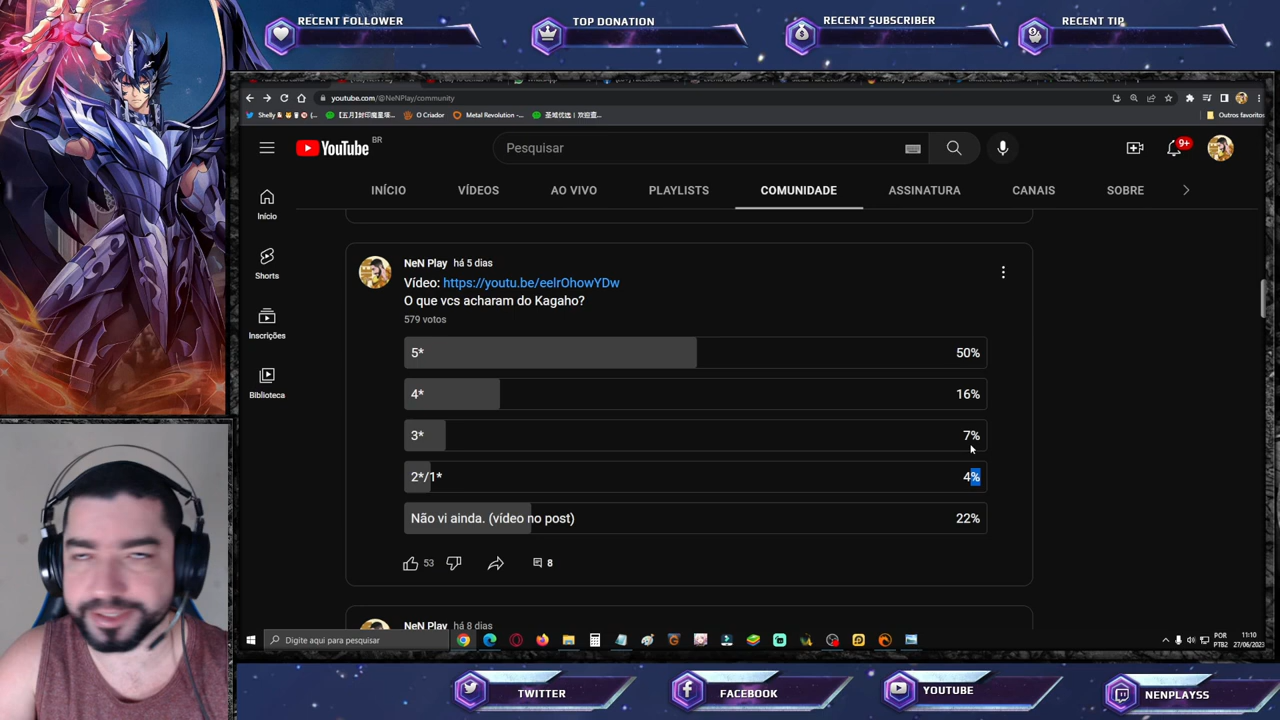 RECENT FOLLOWER
TOP DONATION
RECENT SUBSCRIBER
RECENT TIP
youtube.com/@NeNPlay/community
O Criador
Metal Revolution -...
Outros favoritos
YouTube BR
Pesquisar
9+
INÍCIO
VÍDEOS
AO VIVO
PLAYLISTS
COMUNIDADE
ASSINATURA
CANAIS
SOBRE
Início
Shorts
Inscrições
Biblioteca
NeN Play há 5 dias
Vídeo: https://youtu.be/eelrOhowYDw
O que vcs acharam do Kagaho?
579 votos
5* 50%
4* 16%
3* 7%
2*/1* 4%
Não vi ainda. (vídeo no post) 22%
53
8
NeN Play há 8 dias
Digite aqui para pesquisar
POR
PTB2
11:10
27/06/2023
TWITTER
FACEBOOK
YOUTUBE
NENPLAYSS